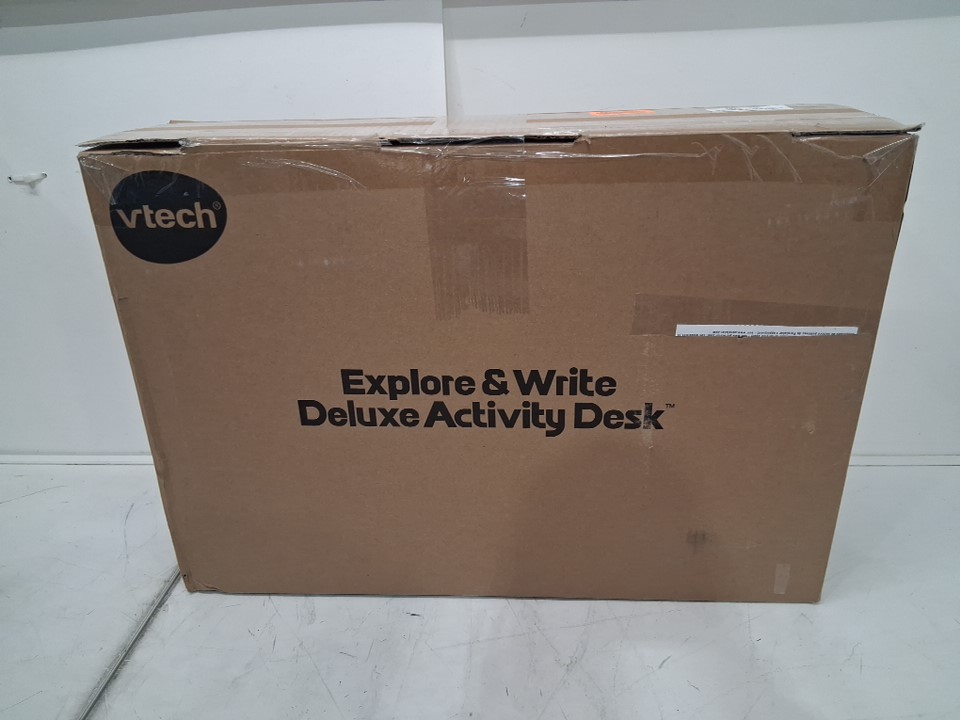 vtech®
Explore & Write
Deluxe Activity Desk™